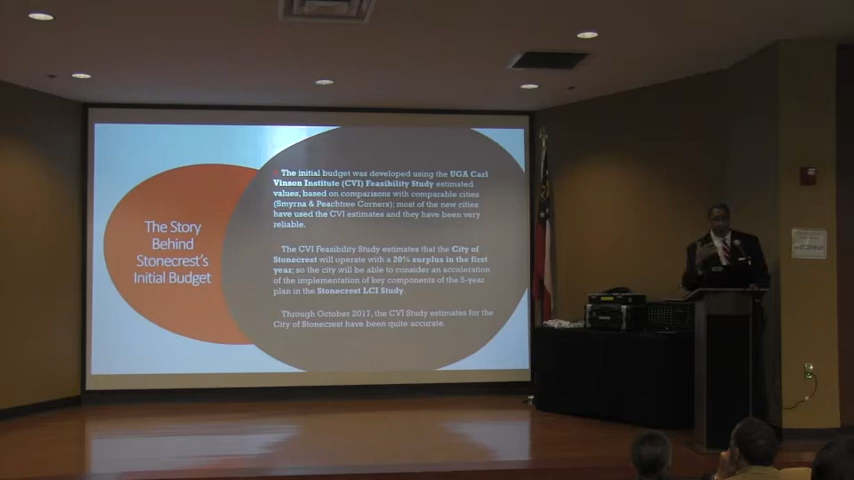 The Story
Behind
Stonecrest's
Initial Budget
The initial budget was developed using the UGA Carl
Vinson Institute (CVI) Feasibility Study estimated
values, based on comparisons with comparable cities
(Smyrna & Peachtree Corners); most of the new cities
have used the CVI estimates and they have been very
reliable.
The CVI Feasibility Study estimates that the City of
Stonecrest will operate with a 20% surplus in the first
year; so the city will be able to consider an acceleration
of the implementation of key components of the 5-year
plan in the Stonecrest LCI Study.
Through October 2017, the CVI Study estimates for the
City of Stonecrest have been quite accurate.